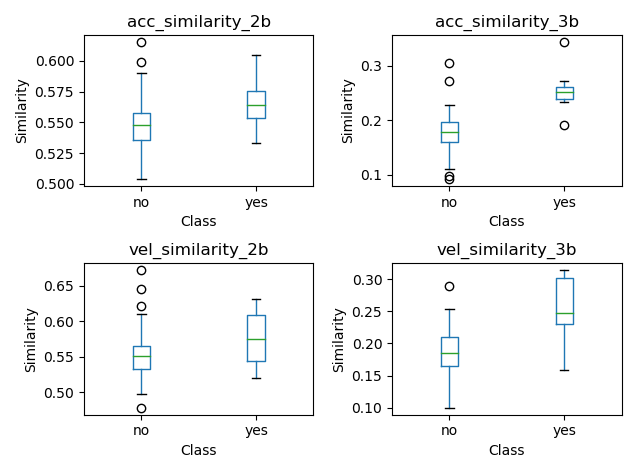 acc_similarity_2b
0.600
0.575
0.550
0.525
0.500
Similarity
no yes
Class
acc_similarity_3b
0.3
0.2
0.1
Similarity
no yes
Class
vel_similarity_2b
0.65
0.60
0.55
0.50
Similarity
no yes
Class
vel_similarity_3b
0.30
0.25
0.20
0.15
0.10
Similarity
no yes
Class